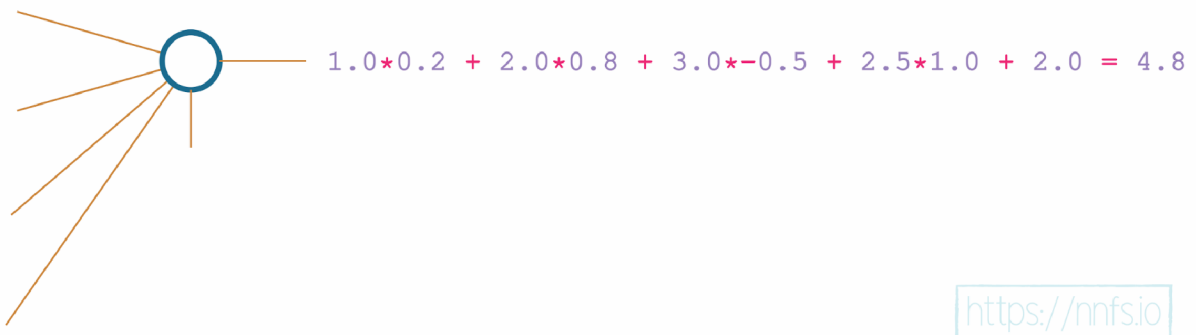 1.0*0.2 + 2.0*0.8 + 3.0*-0.5 + 2.5*1.0 + 2.0 = 4.8
https://nnfs.io